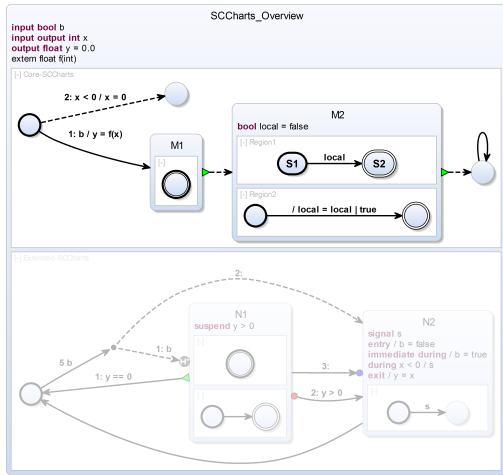 SCCharts_Overview
input bool b
input output int x
output float y = 0.0
extern float f(int)
[-] Core-SCCharts
2: x < 0 / x = 0
1: b / y = f(x)
M1
[-]
M2
bool local = false
[-] Region1
S1
local
S2
[-] Region2
/ local = local | true
[-] Extended-SCCharts
2:
N1
suspend y > 0
[-]
1: b
H*
5 b
1: y == 0
[-]
3:
2: y > 0
N2
signal s
entry / b = false
immediate during / b = true
during x < 0 / s
exit / y = x
[-]
s